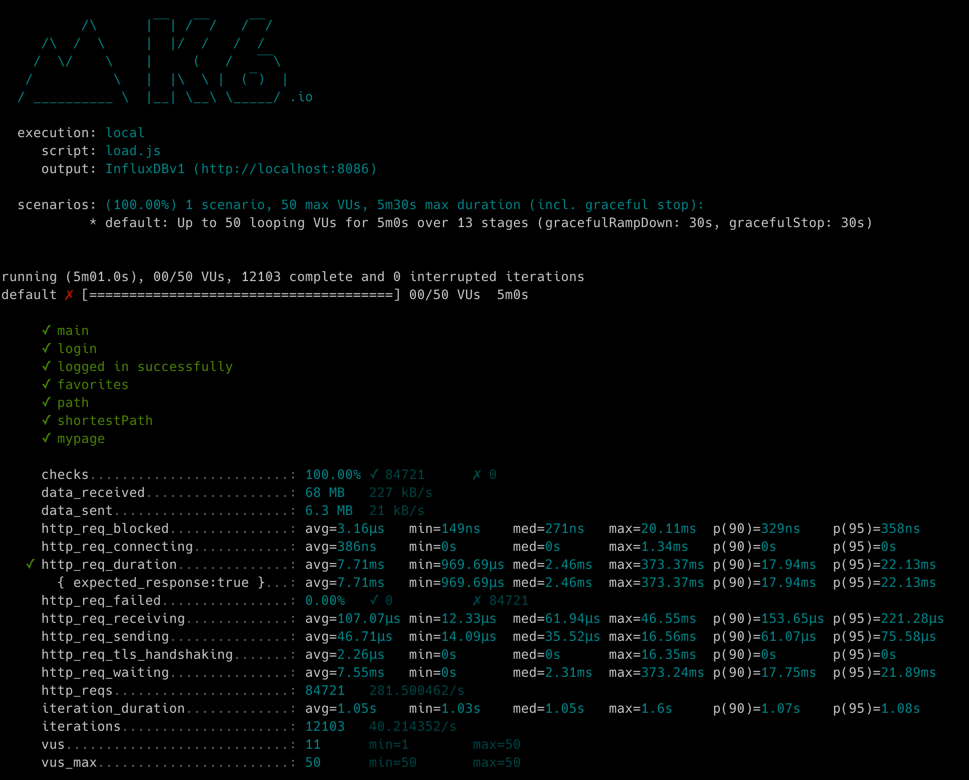 /\      |‾‾| /‾‾/   /‾‾/
     /\  /  \     |  |/  /   /  /
    /  \/    \    |     (   /   ‾‾\
   /          \   |  |\  \ |  (‾)  |
  / __________ \  |__| \__\ \_____/ .io
execution: local
script: load.js
output: InfluxDBv1 (http://localhost:8086)
scenarios: (100.00%) 1 scenario, 50 max VUs, 5m30s max duration (incl. graceful stop):
* default: Up to 50 looping VUs for 5m0s over 13 stages (gracefulRampDown: 30s, gracefulStop: 30s)
running (5m01.0s), 00/50 VUs, 12103 complete and 0 interrupted iterations
default ✗ [======================================] 00/50 VUs  5m0s
✓ main
✓ login
✓ logged in successfully
✓ favorites
✓ path
✓ shortestPath
✓ mypage
checks.........................: 100.00% ✓ 84721      ✗ 0
data_received..................: 68 MB   227 kB/s
data_sent......................: 6.3 MB  21 kB/s
http_req_blocked...............: avg=3.16µs   min=149ns    med=271ns   max=20.11ms  p(90)=329ns    p(95)=358ns
http_req_connecting............: avg=386ns    min=0s       med=0s      max=1.34ms   p(90)=0s       p(95)=0s
✓ http_req_duration..............: avg=7.71ms   min=969.69µs med=2.46ms  max=373.37ms p(90)=17.94ms  p(95)=22.13ms
{ expected_response:true }...: avg=7.71ms   min=969.69µs med=2.46ms  max=373.37ms p(90)=17.94ms  p(95)=22.13ms
http_req_failed................: 0.00%   ✓ 0          ✗ 84721
http_req_receiving.............: avg=107.07µs min=12.33µs  med=61.94µs max=46.55ms  p(90)=153.65µs p(95)=221.28µs
http_req_sending...............: avg=46.71µs  min=14.09µs  med=35.52µs max=16.56ms  p(90)=61.07µs  p(95)=75.58µs
http_req_tls_handshaking.......: avg=2.26µs   min=0s       med=0s      max=16.35ms  p(90)=0s       p(95)=0s
http_req_waiting...............: avg=7.55ms   min=0s       med=2.31ms  max=373.24ms p(90)=17.75ms  p(95)=21.89ms
http_reqs......................: 84721   281.500462/s
iteration_duration.............: avg=1.05s    min=1.03s    med=1.05s   max=1.6s     p(90)=1.07s    p(95)=1.08s
iterations.....................: 12103   40.214352/s
vus............................: 11      min=1        max=50
vus_max........................: 50      min=50       max=50